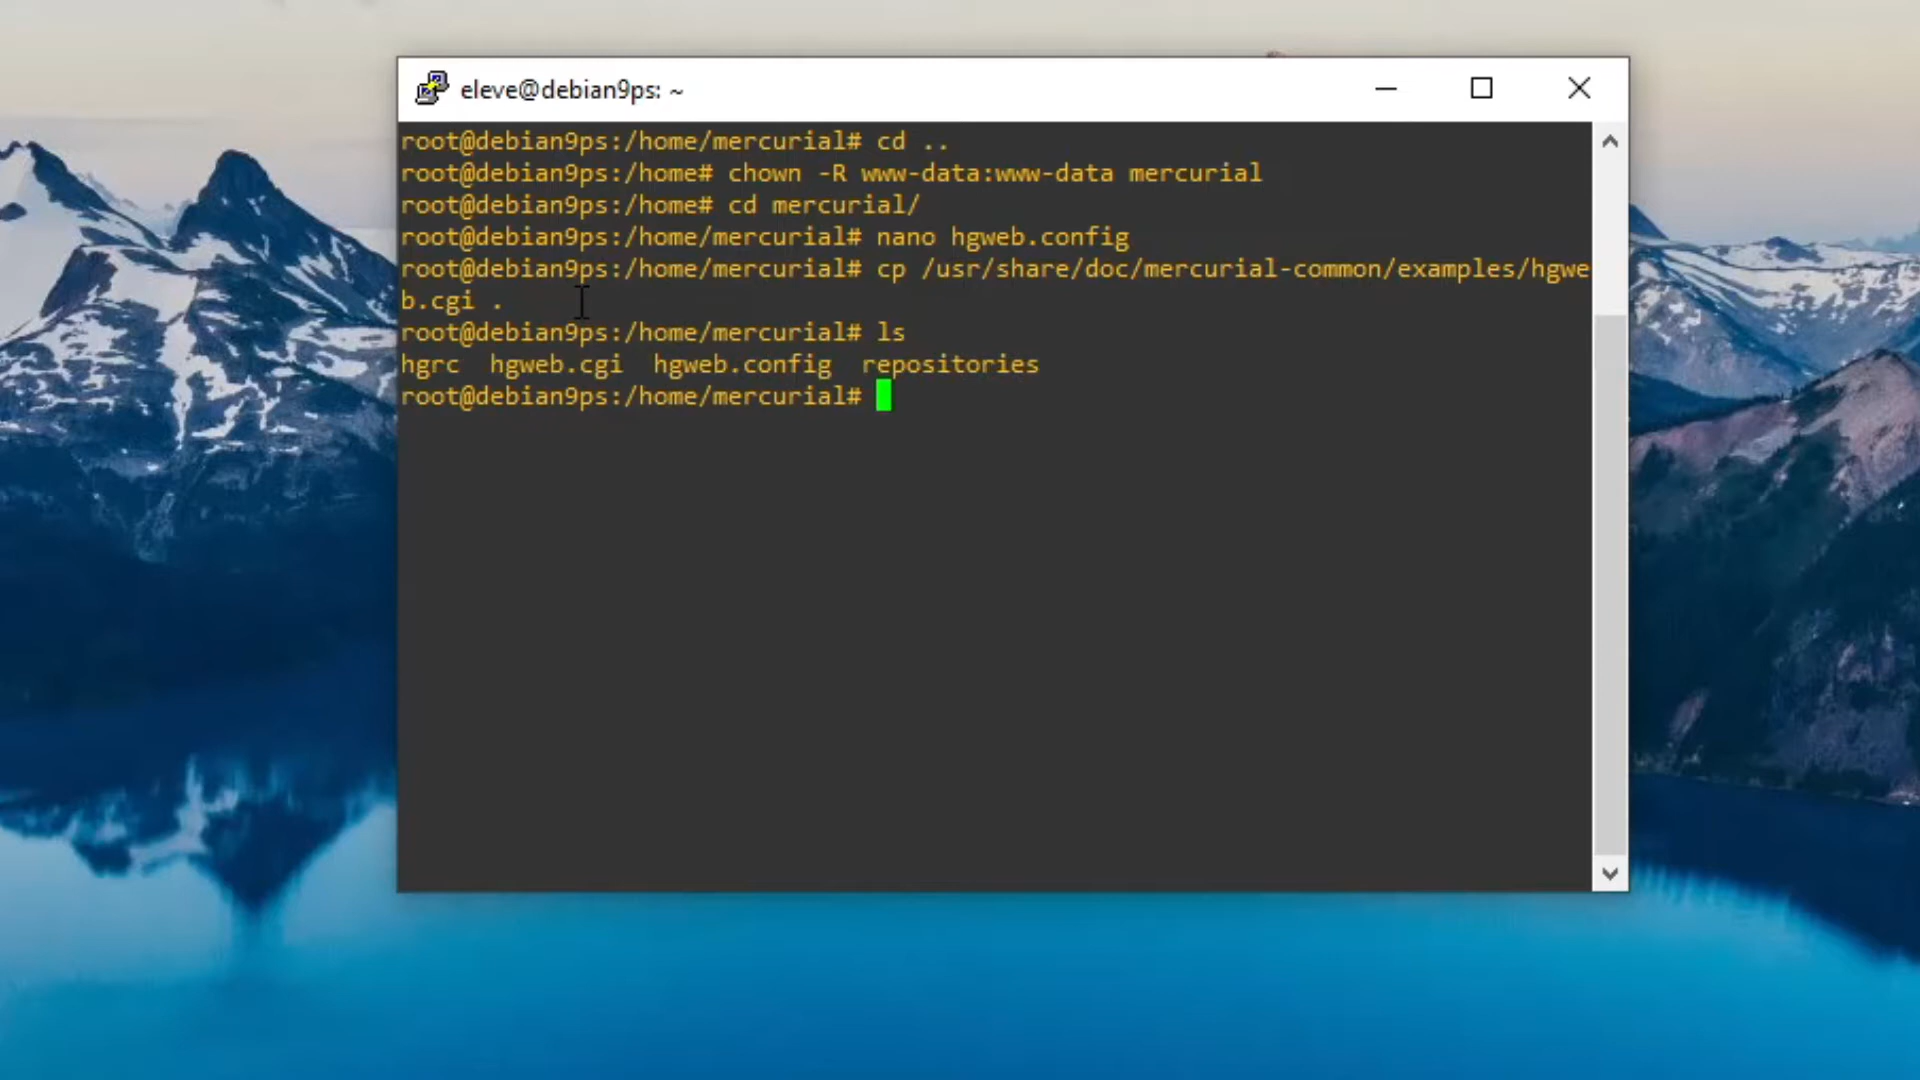 eleve@debian9ps: ~
root@debian9ps:/home/mercurial# cd ..
root@debian9ps:/home# chown -R www-data:www-data mercurial
root@debian9ps:/home# cd mercurial/
root@debian9ps:/home/mercurial# nano hgweb.config
root@debian9ps:/home/mercurial# cp /usr/share/doc/mercurial-common/examples/hgwe
b.cgi .
root@debian9ps:/home/mercurial# ls
hgrc  hgweb.cgi  hgweb.config  repositories
root@debian9ps:/home/mercurial#